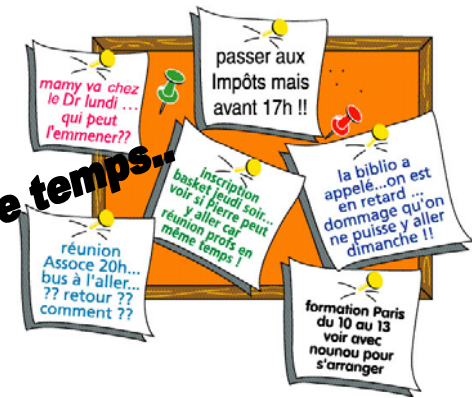 mamy va chez
le Dr lundi ...
qui peut
l'emmener??
passer aux
Impôts mais
avant 17h !!
e temps..
inscription
basket jeudi soir...
voir si Pierre peut
y aller car
réunion profs en
même temps !
la biblio a
appelé...on est
en retard ...
dommage qu'on
ne puisse y aller
dimanche !!
réunion
Assoce 20h...
bus à l'aller...
?? retour ??
comment ??
formation Paris
du 10 au 13
voir avec
nounou pour
s'arranger